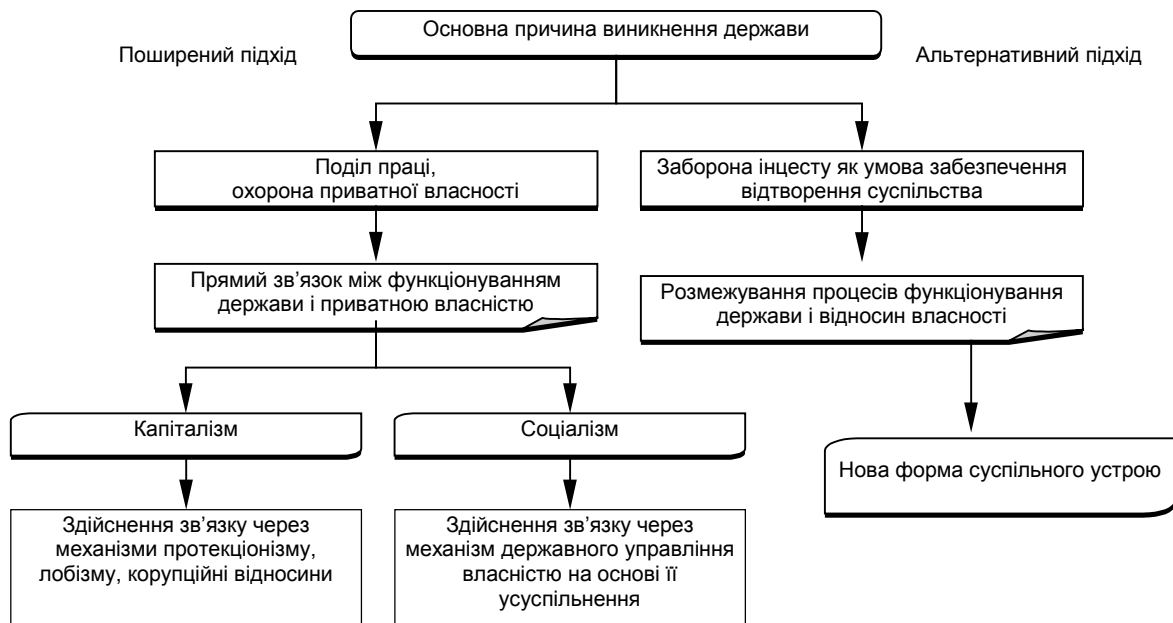 Основна причина виникнення держави
Поширений підхід
Альтернативний підхід
Поділ праці,
охорона приватної власності
Заборона інцесту як умова забезпечення
відтворення суспільства
Прямий зв’язок між функціонуванням
держави і приватною власністю
Розмежування процесів функціонування
держави і відносин власності
Капіталізм
Соціалізм
Нова форма суспільного устрою
Здійснення зв’язку через
механізми протекціонізму,
лобізму, корупційні відносини
Здійснення зв’язку через
механізм державного управління
власністю на основі її
усуспільнення